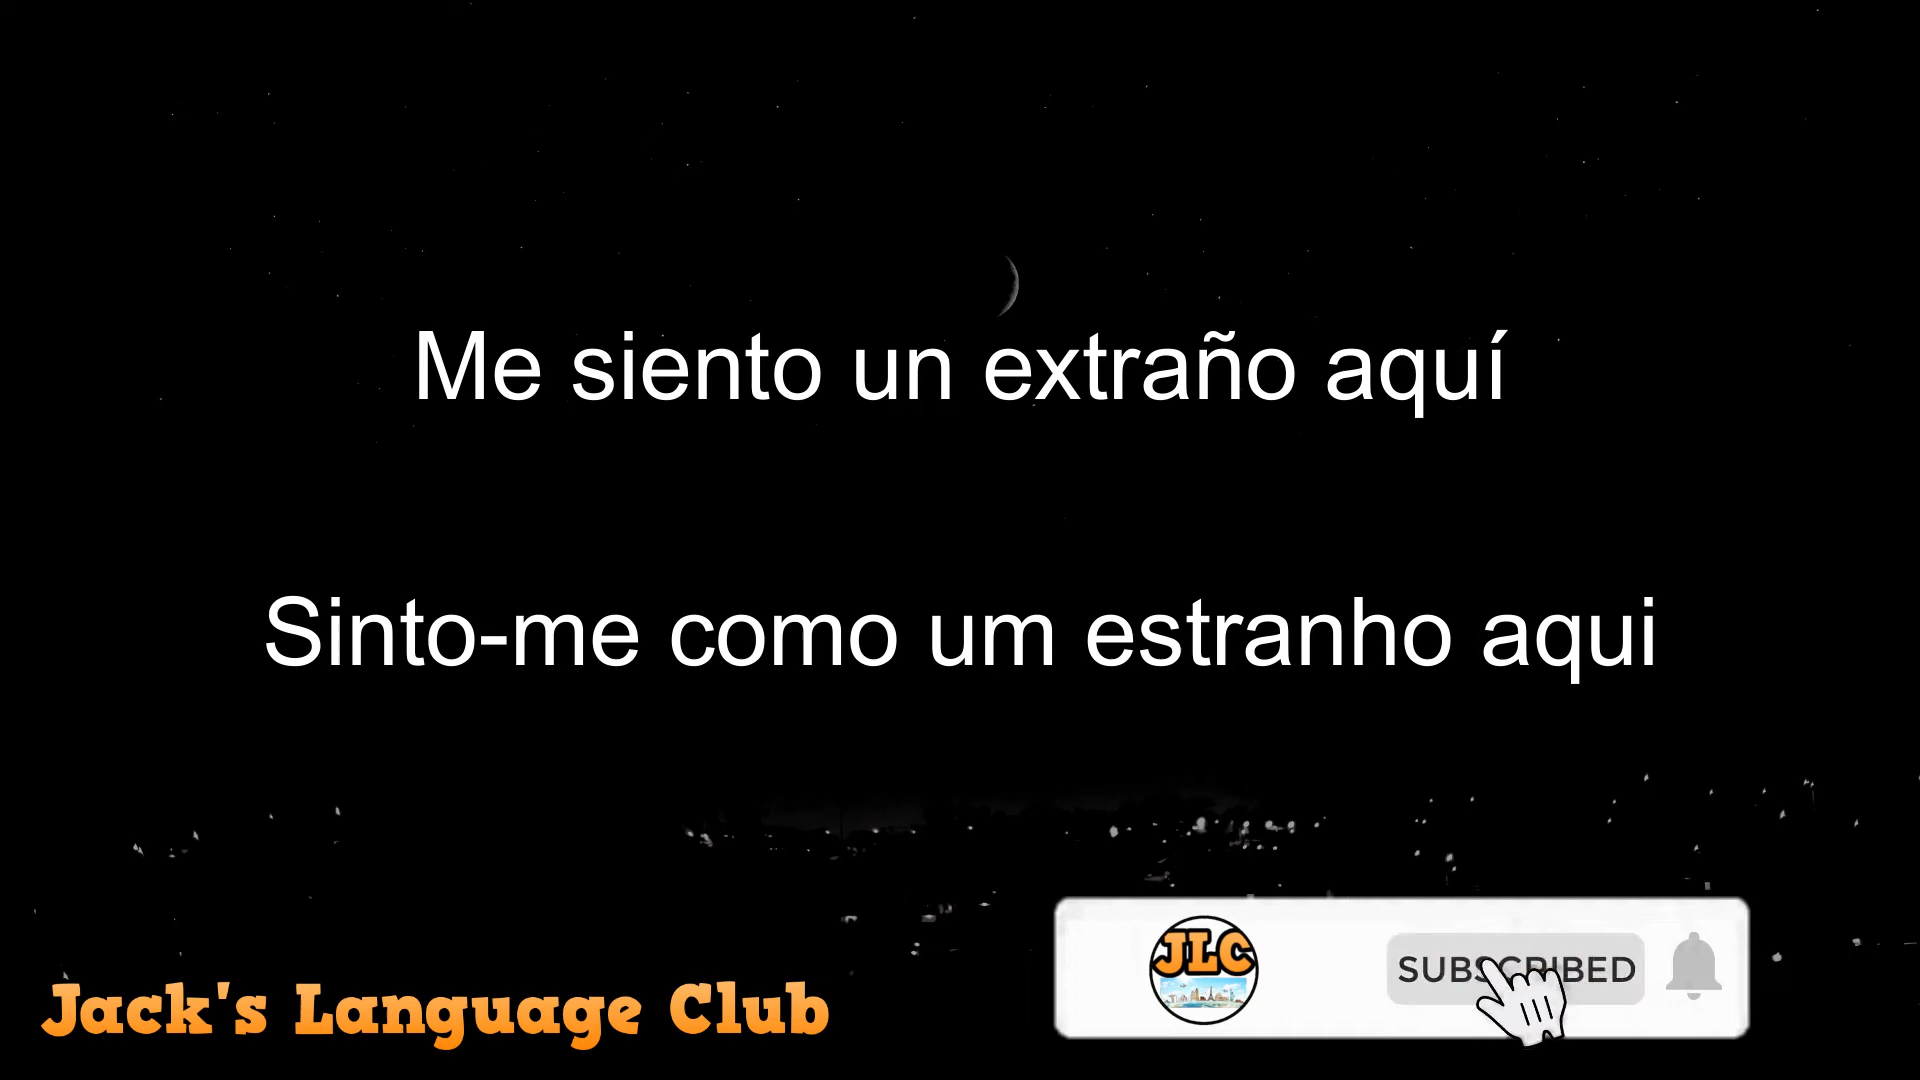 Me siento un extraño aquí
Sinto-me como um estranho aqui
JLC
SUBSCRIBED
Jack's Language Club